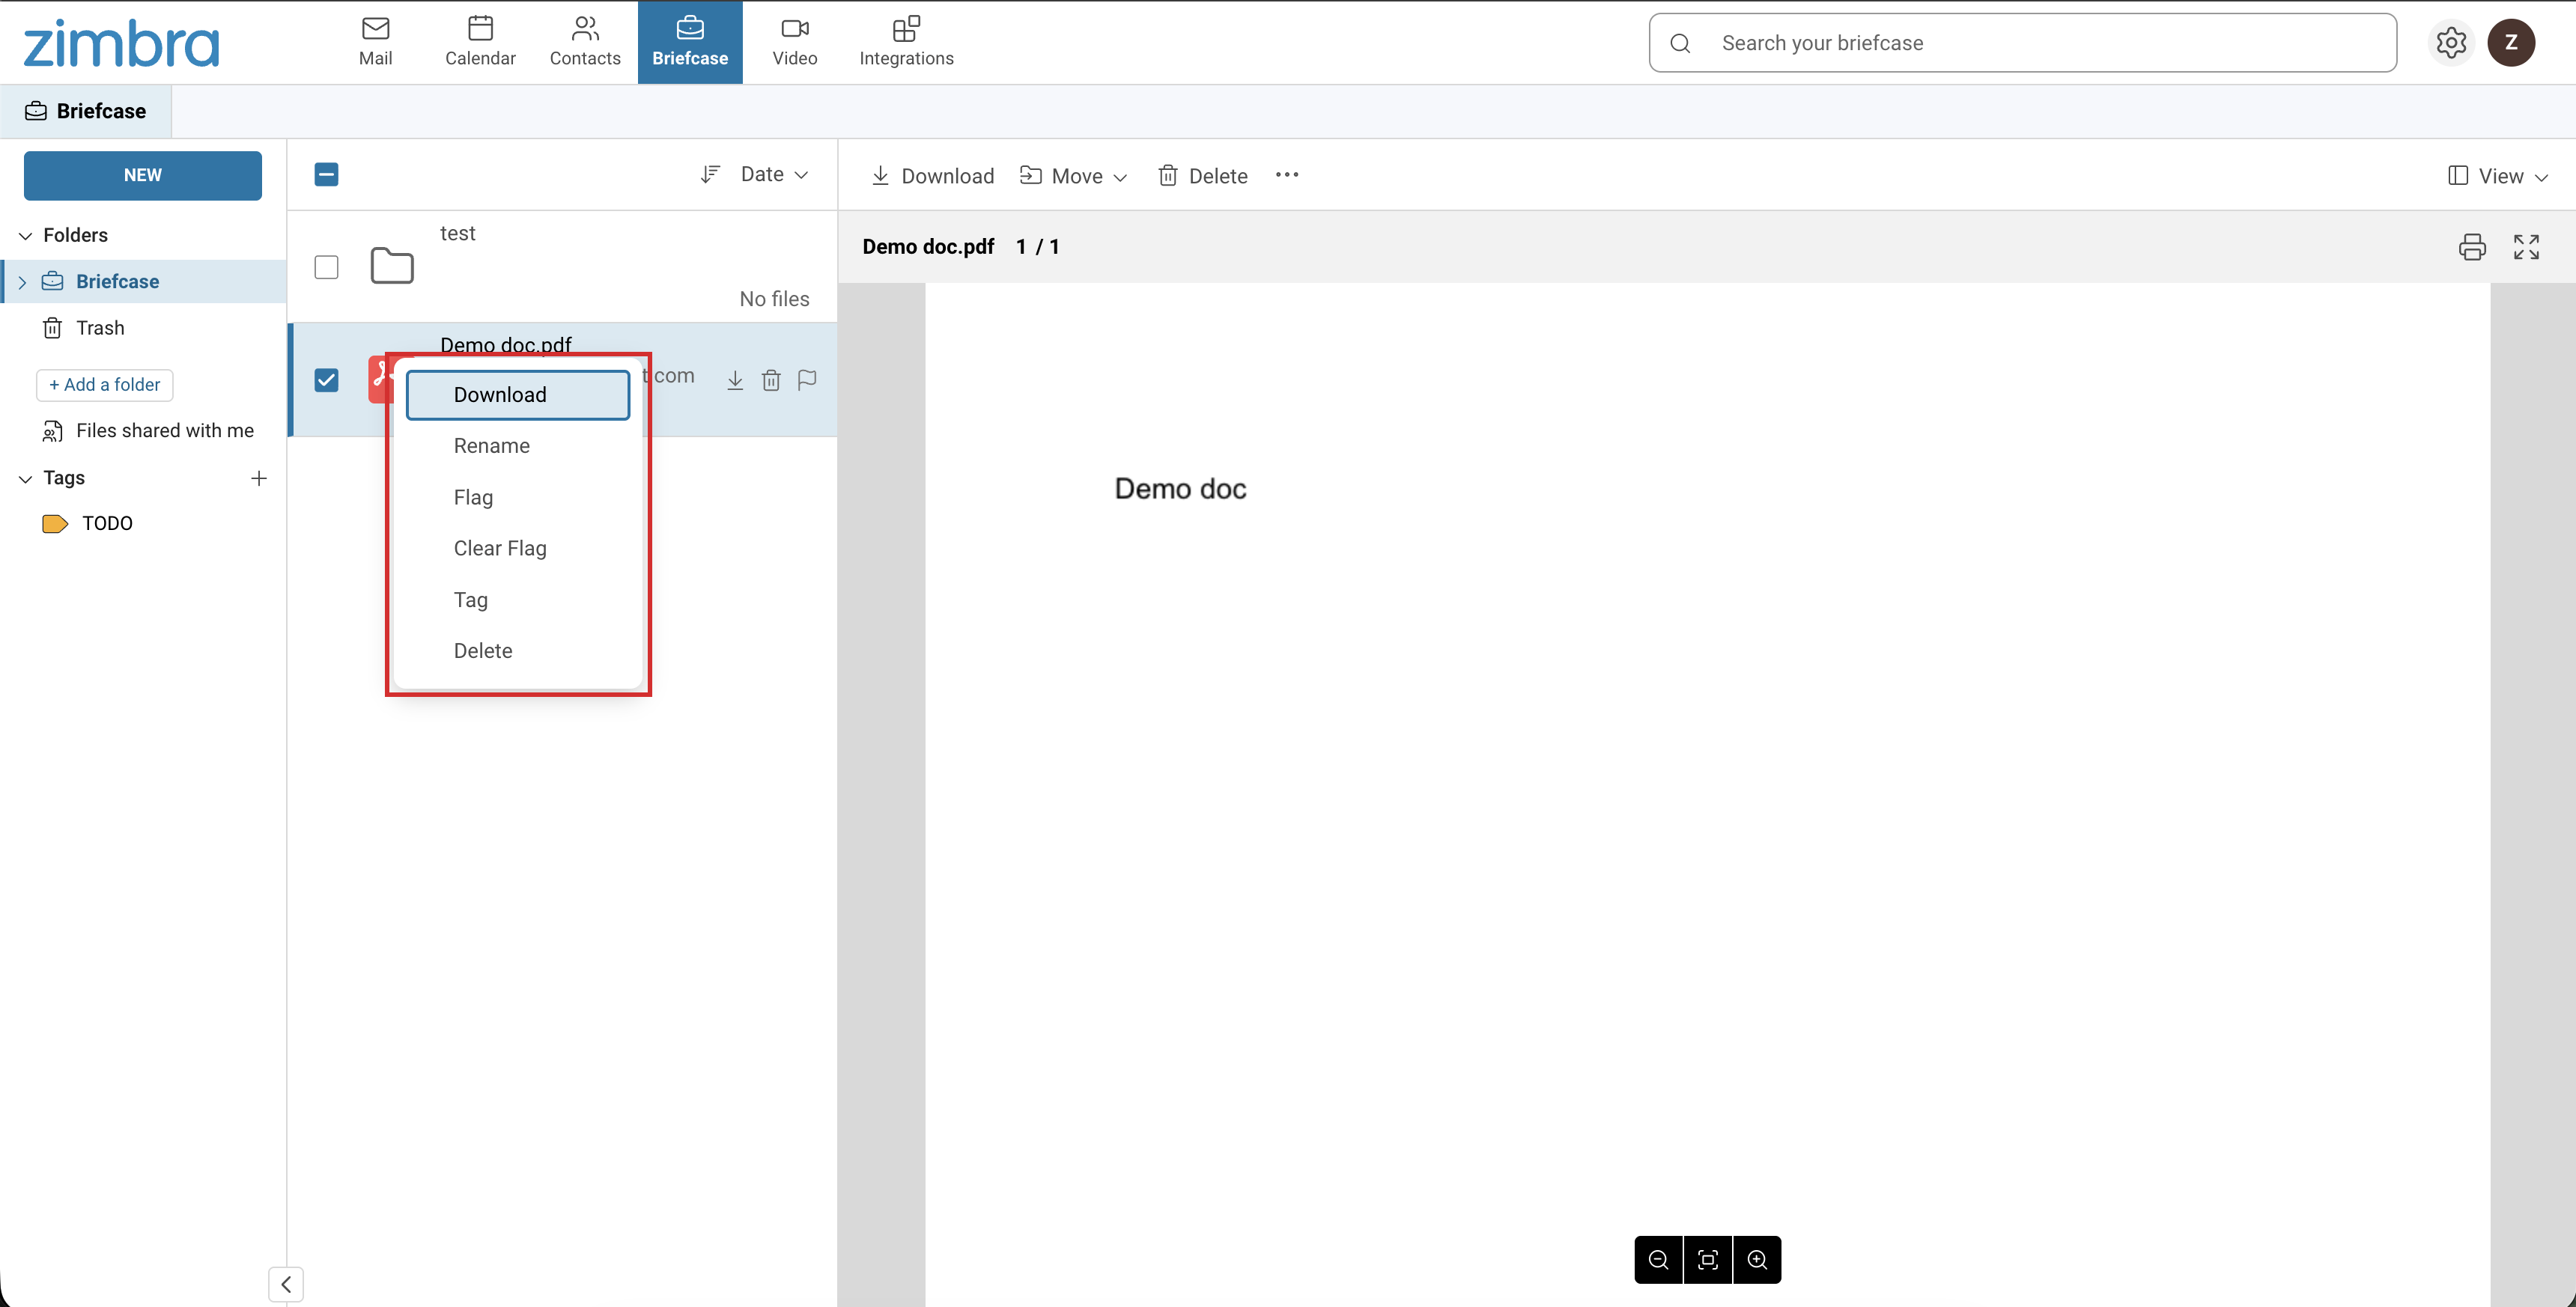 zimbra
Mail
Calendar
Contacts
Briefcase
Video
Integrations
Search your briefcase
Z
Briefcase
NEW
Date
Download
Move
Delete
View
Folders
Briefcase
Trash
+ Add a folder
Files shared with me
Tags
TODO
test
No files
Demo doc.pdf
t.com
Download
Rename
Flag
Clear Flag
Tag
Delete
Demo doc.pdf 1 / 1
Demo doc